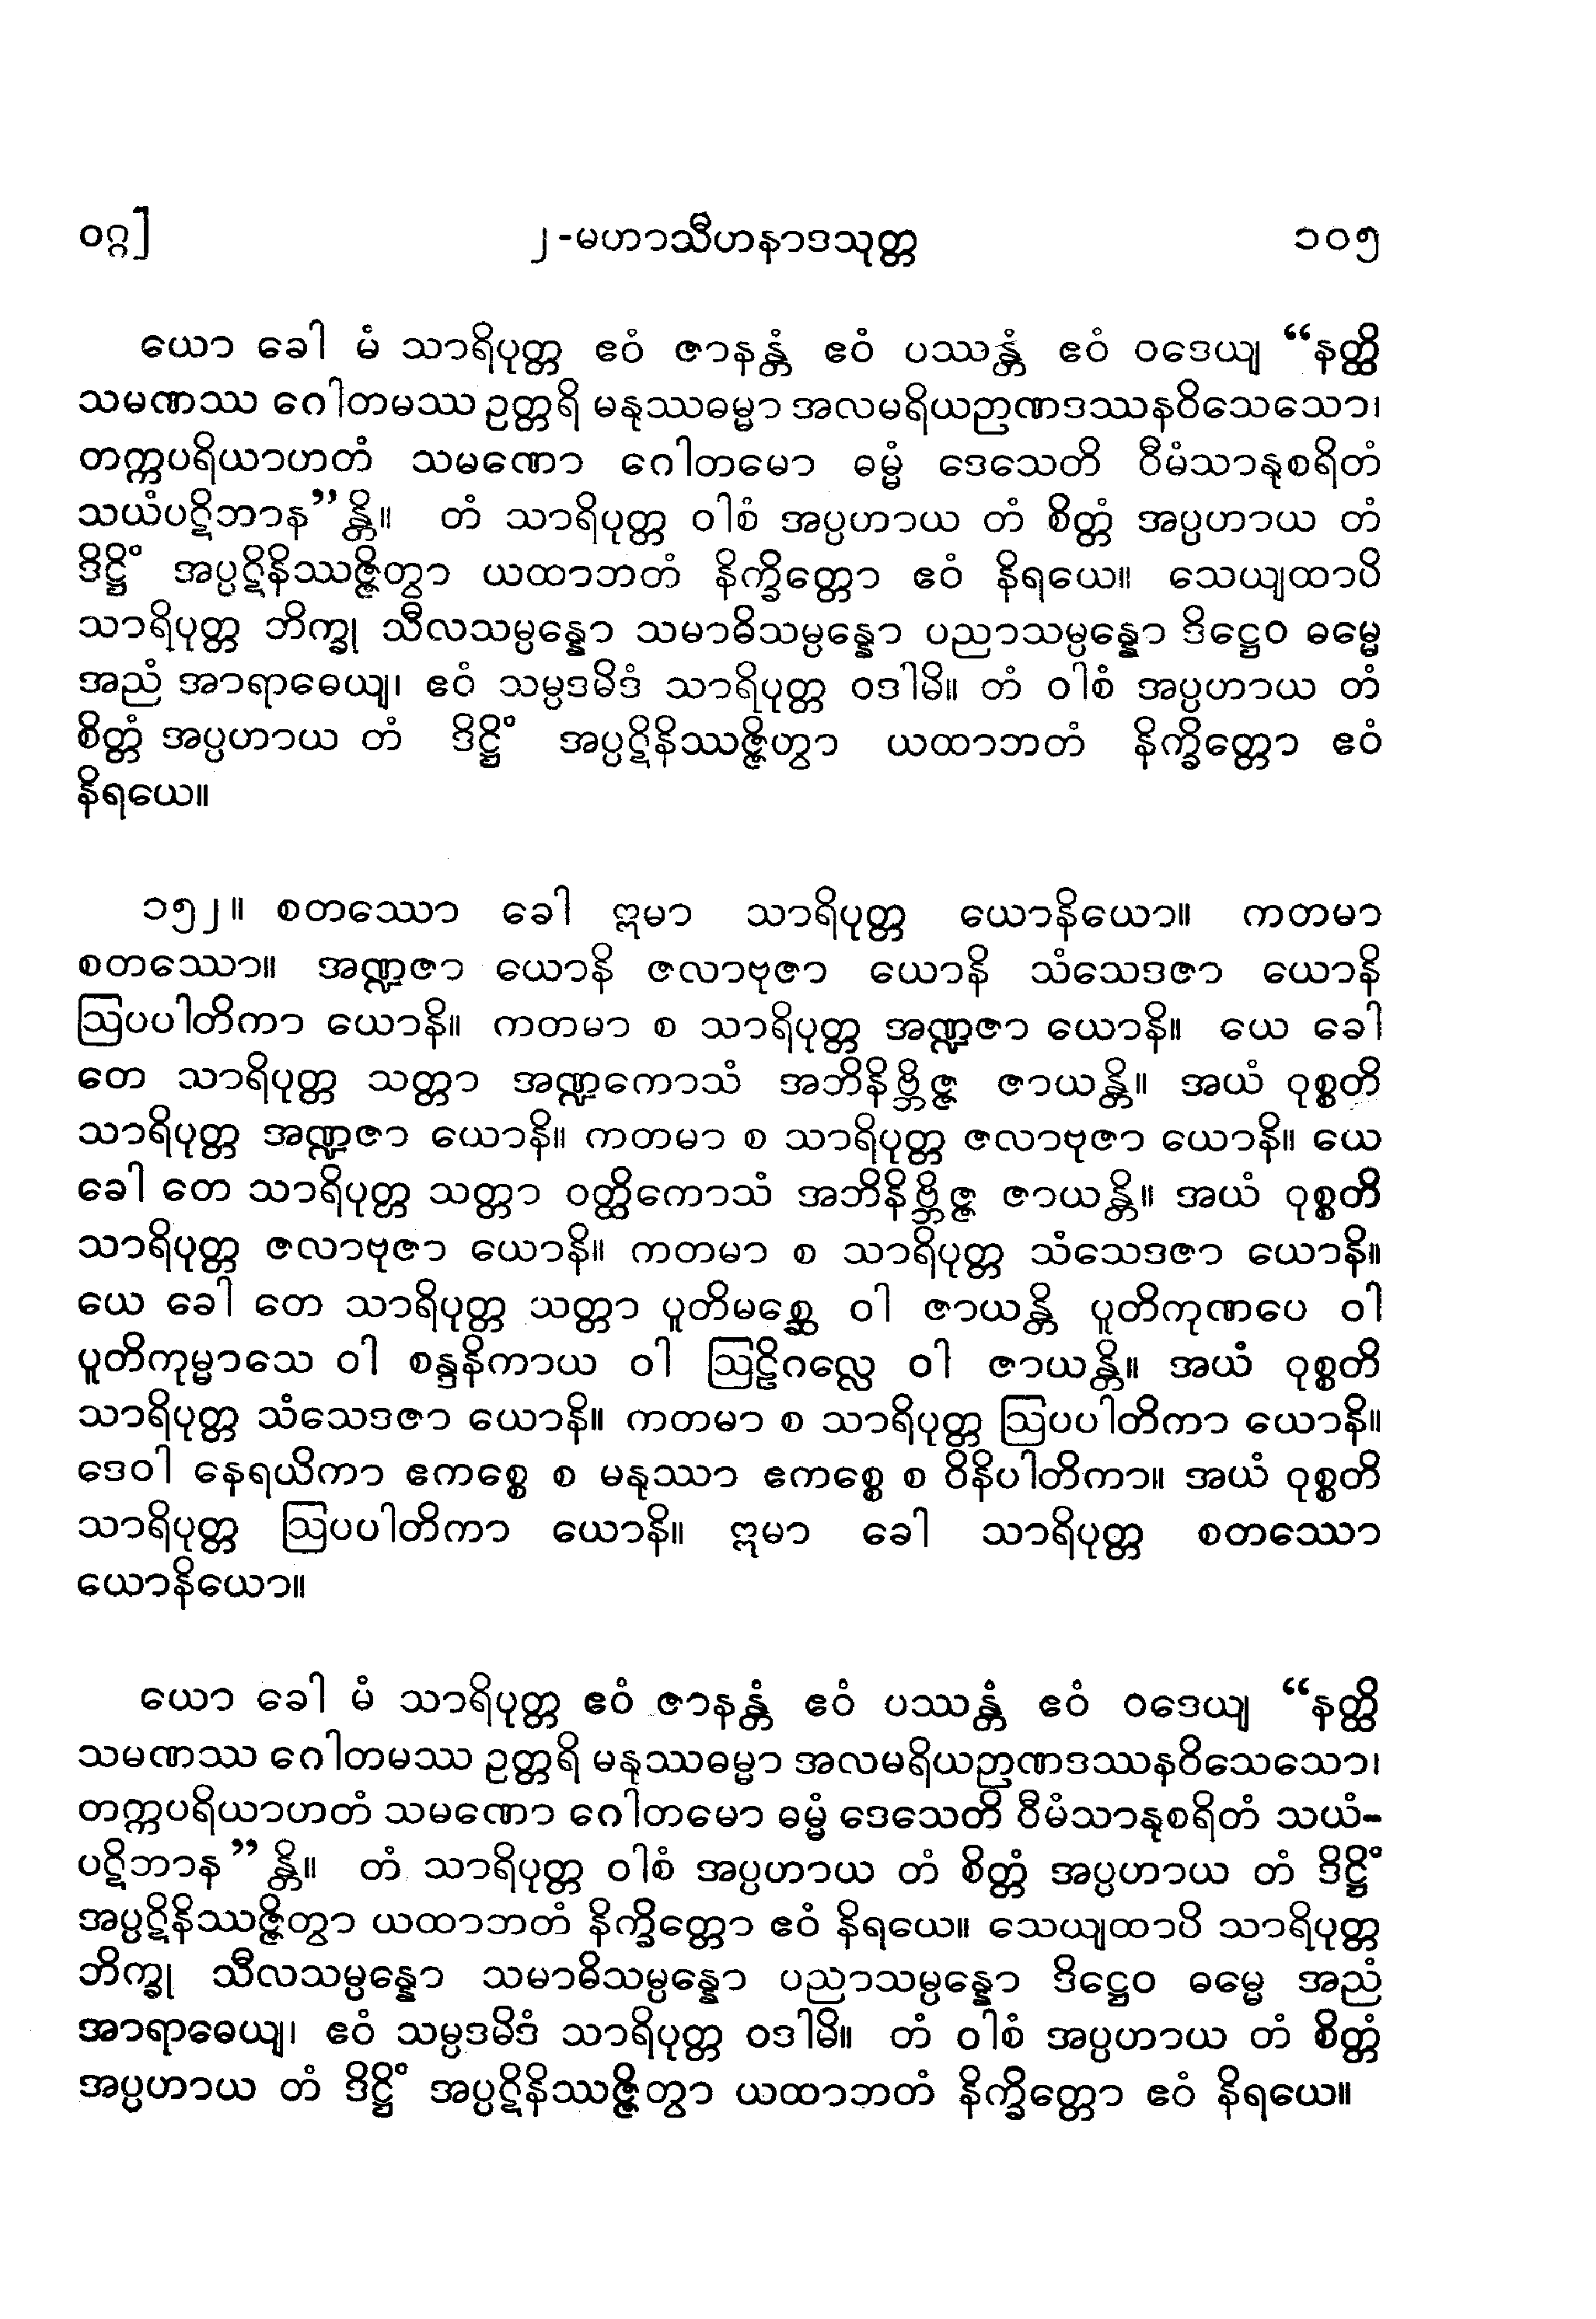 ဝဂ္ဂ]
၂-မဟာသီဟနာဒသုတ္တ
၁၀၅
ယော ခေါ မံ သာရိပုတ္တ ဧဝံ ဇာနန္တံ ဧဝံ ပဿန္တံ ဧဝံ ဝဒေယျ “နတ္ထိ
သမဏဿ ဂေါတမဿ ဥတ္တရိ မနုဿဓမ္မာ အလမရိယဉာဏဒဿနဝိသေသော၊
တက္ကပရိယာဟတံ သမဏော ဂေါတမော ဓမ္မံ ဒေသေတိ ဝီမံသာနုစရိတံ
သယံပဋိဘာန”န္တိ။ တံ သာရိပုတ္တ ဝါစံ အပ္ပဟာယ တံ စိတ္တံ အပ္ပဟာယ တံ
ဒိဋ္ဌိံ အပ္ပဋိနိဿဇ္ဇိတွာ ယထာဘတံ နိက္ခိတ္တော ဧဝံ နိရယေ။ သေယျထာပိ
သာရိပုတ္တ ဘိက္ခု သီလသမ္ပန္နော သမာဓိသမ္ပန္နော ပညာသမ္ပန္နော ဒိဋ္ဌေဝ ဓမ္မေ
အညံ အာရာဓေယျ၊ ဧဝံ သမ္ပဒမိဒံ သာရိပုတ္တ ဝဒါမိ။ တံ ဝါစံ အပ္ပဟာယ တံ
စိတ္တံ အပ္ပဟာယ တံ ဒိဋ္ဌိံ အပ္ပဋိနိဿဇ္ဇိတွာ ယထာဘတံ နိက္ခိတ္တော ဧဝံ
နိရယေ။
၁၅၂။ စတဿော ခေါ ဣမာ သာရိပုတ္တ ယောနိယော။ ကတမာ
စတဿော။ အဏ္ဍဇာ ယောနိ ဇလာဗုဇာ ယောနိ သံသေဒဇာ ယောနိ
ဩပပါတိကာ ယောနိ။ ကတမာ စ သာရိပုတ္တ အဏ္ဍဇာ ယောနိ။ ယေ ခေါ
တေ သာရိပုတ္တ သတ္တာ အဏ္ဍကောသံ အဘိနိဗ္ဘိဇ္ဇ ဇာယန္တိ။ အယံ ဝုစ္စတိ
သာရိပုတ္တ အဏ္ဍဇာ ယောနိ။ ကတမာ စ သာရိပုတ္တ ဇလာဗုဇာ ယောနိ။ ယေ
ခေါ တေ သာရိပုတ္တ သတ္တာ ဝတ္ထိကောသံ အဘိနိဗ္ဘိဇ္ဇ ဇာယန္တိ။ အယံ ဝုစ္စတိ
သာရိပုတ္တ ဇလာဗုဇာ ယောနိ။ ကတမာ စ သာရိပုတ္တ သံသေဒဇာ ယောနိ။
ယေ ခေါ တေ သာရိပုတ္တ သတ္တာ ပူတိမစ္ဆေ ဝါ ဇာယန္တိ ပူတိကုဏပေ ဝါ
ပူတိကုမ္မာသေ ဝါ စန္ဒနိကာယ ဝါ ဩဠိဂလ္လေ ဝါ ဇာယန္တိ။ အယံ ဝုစ္စတိ
သာရိပုတ္တ သံသေဒဇာ ယောနိ။ ကတမာ စ သာရိပုတ္တ ဩပပါတိကာ ယောနိ။
ဒေဝါ နေရယိကာ ဧကစ္စေ စ မနုဿာ ဧကစ္စေ စ ဝိနိပါတိကာ။ အယံ ဝုစ္စတိ
သာရိပုတ္တ ဩပပါတိကာ ယောနိ။ ဣမာ ခေါ သာရိပုတ္တ စတဿော
ယောနိယော။
ယော ခေါ မံ သာရိပုတ္တ ဧဝံ ဇာနန္တံ ဧဝံ ပဿန္တံ ဧဝံ ဝဒေယျ “နတ္ထိ
သမဏဿ ဂေါတမဿ ဥတ္တရိ မနုဿဓမ္မာ အလမရိယဉာဏဒဿနဝိသေသော၊
တက္ကပရိယာဟတံ သမဏော ဂေါတမော ဓမ္မံ ဒေသေတိ ဝီမံသာနုစရိတံ သယံ-
ပဋိဘာန” န္တိ။ တံ သာရိပုတ္တ ဝါစံ အပ္ပဟာယ တံ စိတ္တံ အပ္ပဟာယ တံ ဒိဋ္ဌိံ
အပ္ပဋိနိဿဇ္ဇိတွာ ယထာဘတံ နိက္ခိတ္တော ဧဝံ နိရယေ။ သေယျထာပိ သာရိပုတ္တ
ဘိက္ခု သီလသမ္ပန္နော သမာဓိသမ္ပန္နော ပညာသမ္ပန္နော ဒိဋ္ဌေဝ ဓမ္မေ အညံ
အာရာဓေယျ၊ ဧဝံ သမ္ပဒမိဒံ သာရိပုတ္တ ဝဒါမိ။ တံ ဝါစံ အပ္ပဟာယ တံ စိတ္တံ
အပ္ပဟာယ တံ ဒိဋ္ဌိံ အပ္ပဋိနိဿဇ္ဇိတွာ ယထာဘတံ နိက္ခိတ္တော ဧဝံ နိရယေ။